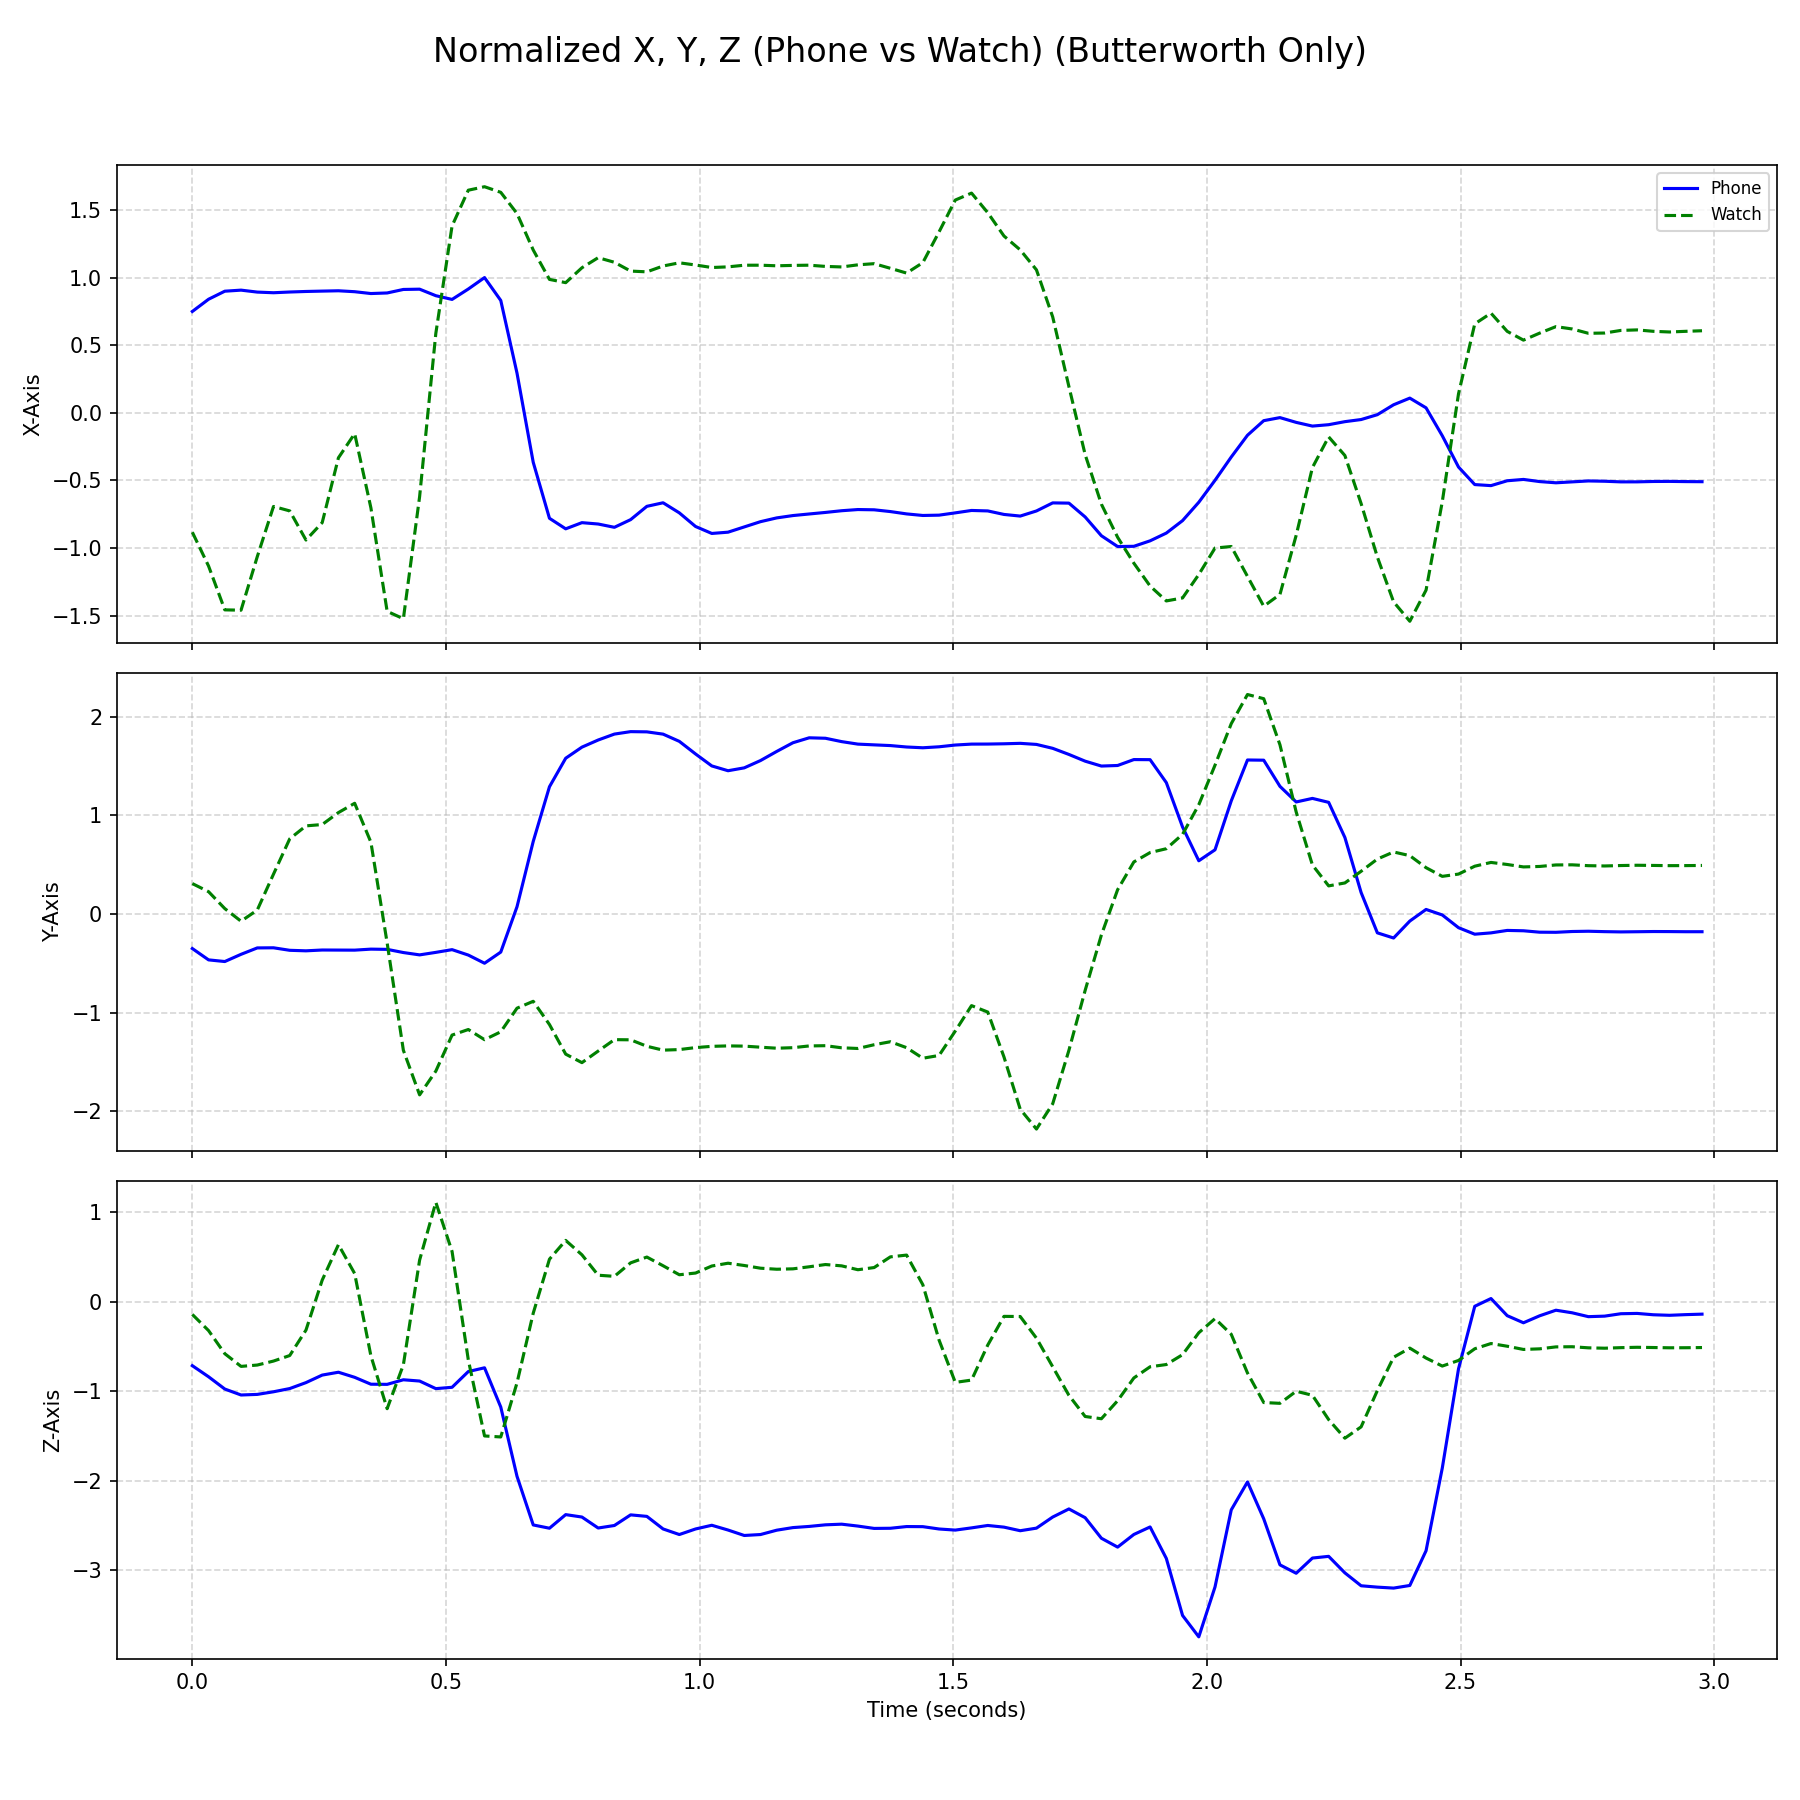 Normalized X, Y, Z (Phone vs Watch) (Butterworth Only)
Phone
Watch
X-Axis
1.5
1.0
0.5
0.0
−0.5
−1.0
−1.5
Y-Axis
2
1
0
−1
−2
Z-Axis
1
0
−1
−2
−3
0.0 0.5 1.0 1.5 2.0 2.5 3.0
Time (seconds)